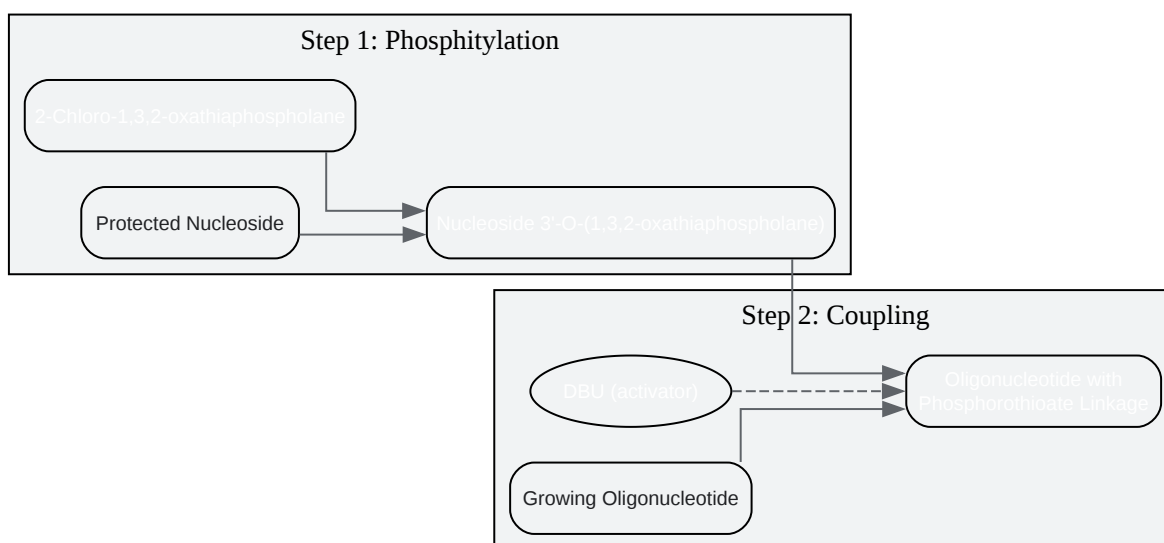 Step 1: Phosphitylation
2-Chloro-1,3,2-oxathiaphospholane
Protected Nucleoside
Nucleoside 3'-O-(1,3,2-oxathiaphospholane)
Step 2: Coupling
DBU (activator)
Oligonucleotide with
Phosphorothioate Linkage
Growing Oligonucleotide